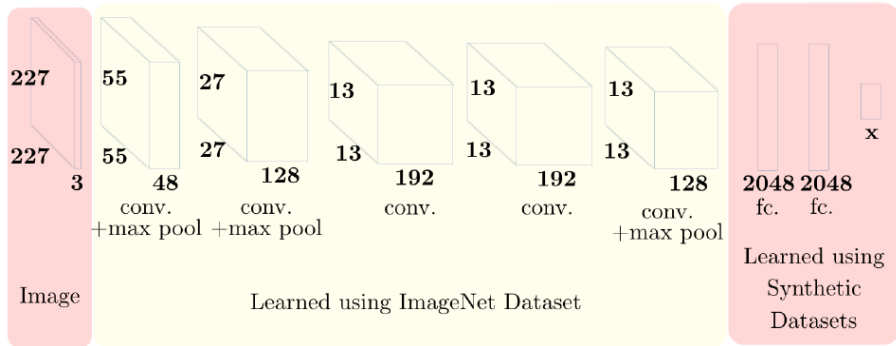 227
227
3
Image
55
55
48
conv.
+max pool
27
27
128
conv.
+max pool
13
13
192
conv.
13
13
192
conv.
13
13
128
conv.
+max pool
Learned using ImageNet Dataset
2048
fc.
2048
fc.
x
Learned using
Synthetic
Datasets